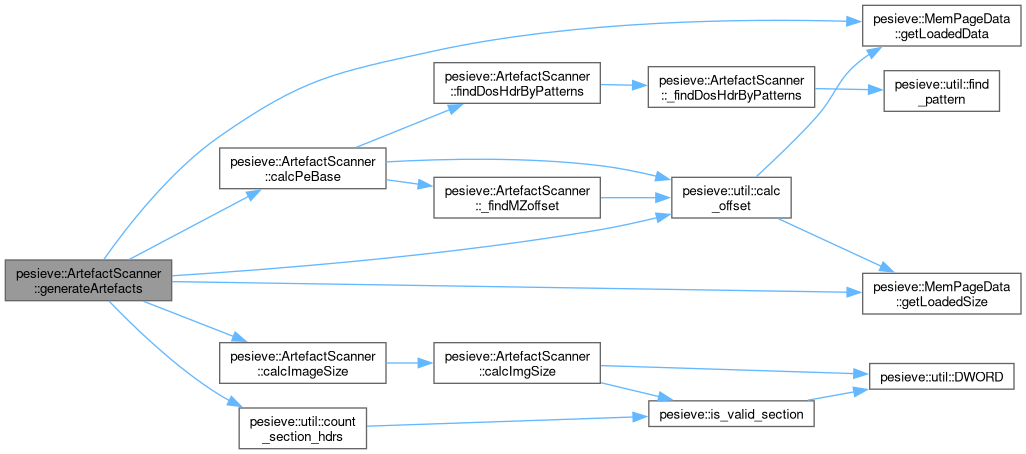 pesieve::MemPageData
::getLoadedData
pesieve::ArtefactScanner
::findDosHdrByPatterns
pesieve::ArtefactScanner
::_findDosHdrByPatterns
pesieve::util::find
_pattern
pesieve::ArtefactScanner
::calcPeBase
pesieve::ArtefactScanner
::_findMZoffset
pesieve::util::calc
_offset
pesieve::ArtefactScanner
::generateArtefacts
pesieve::MemPageData
::getLoadedSize
pesieve::ArtefactScanner
::calcImageSize
pesieve::ArtefactScanner
::calcImgSize
pesieve::util::DWORD
pesieve::util::count
_section_hdrs
pesieve::is_valid_section